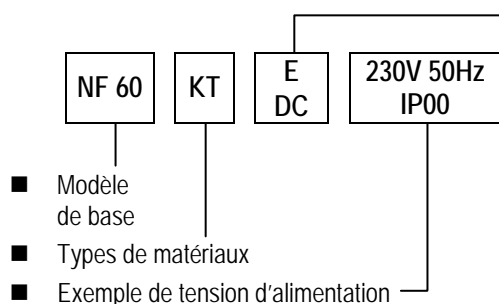 NF 60 KT E 230V 50Hz
DC IP00
■ Modèle
de base
■ Types de matériaux
■ Exemple de tension d'alimentation